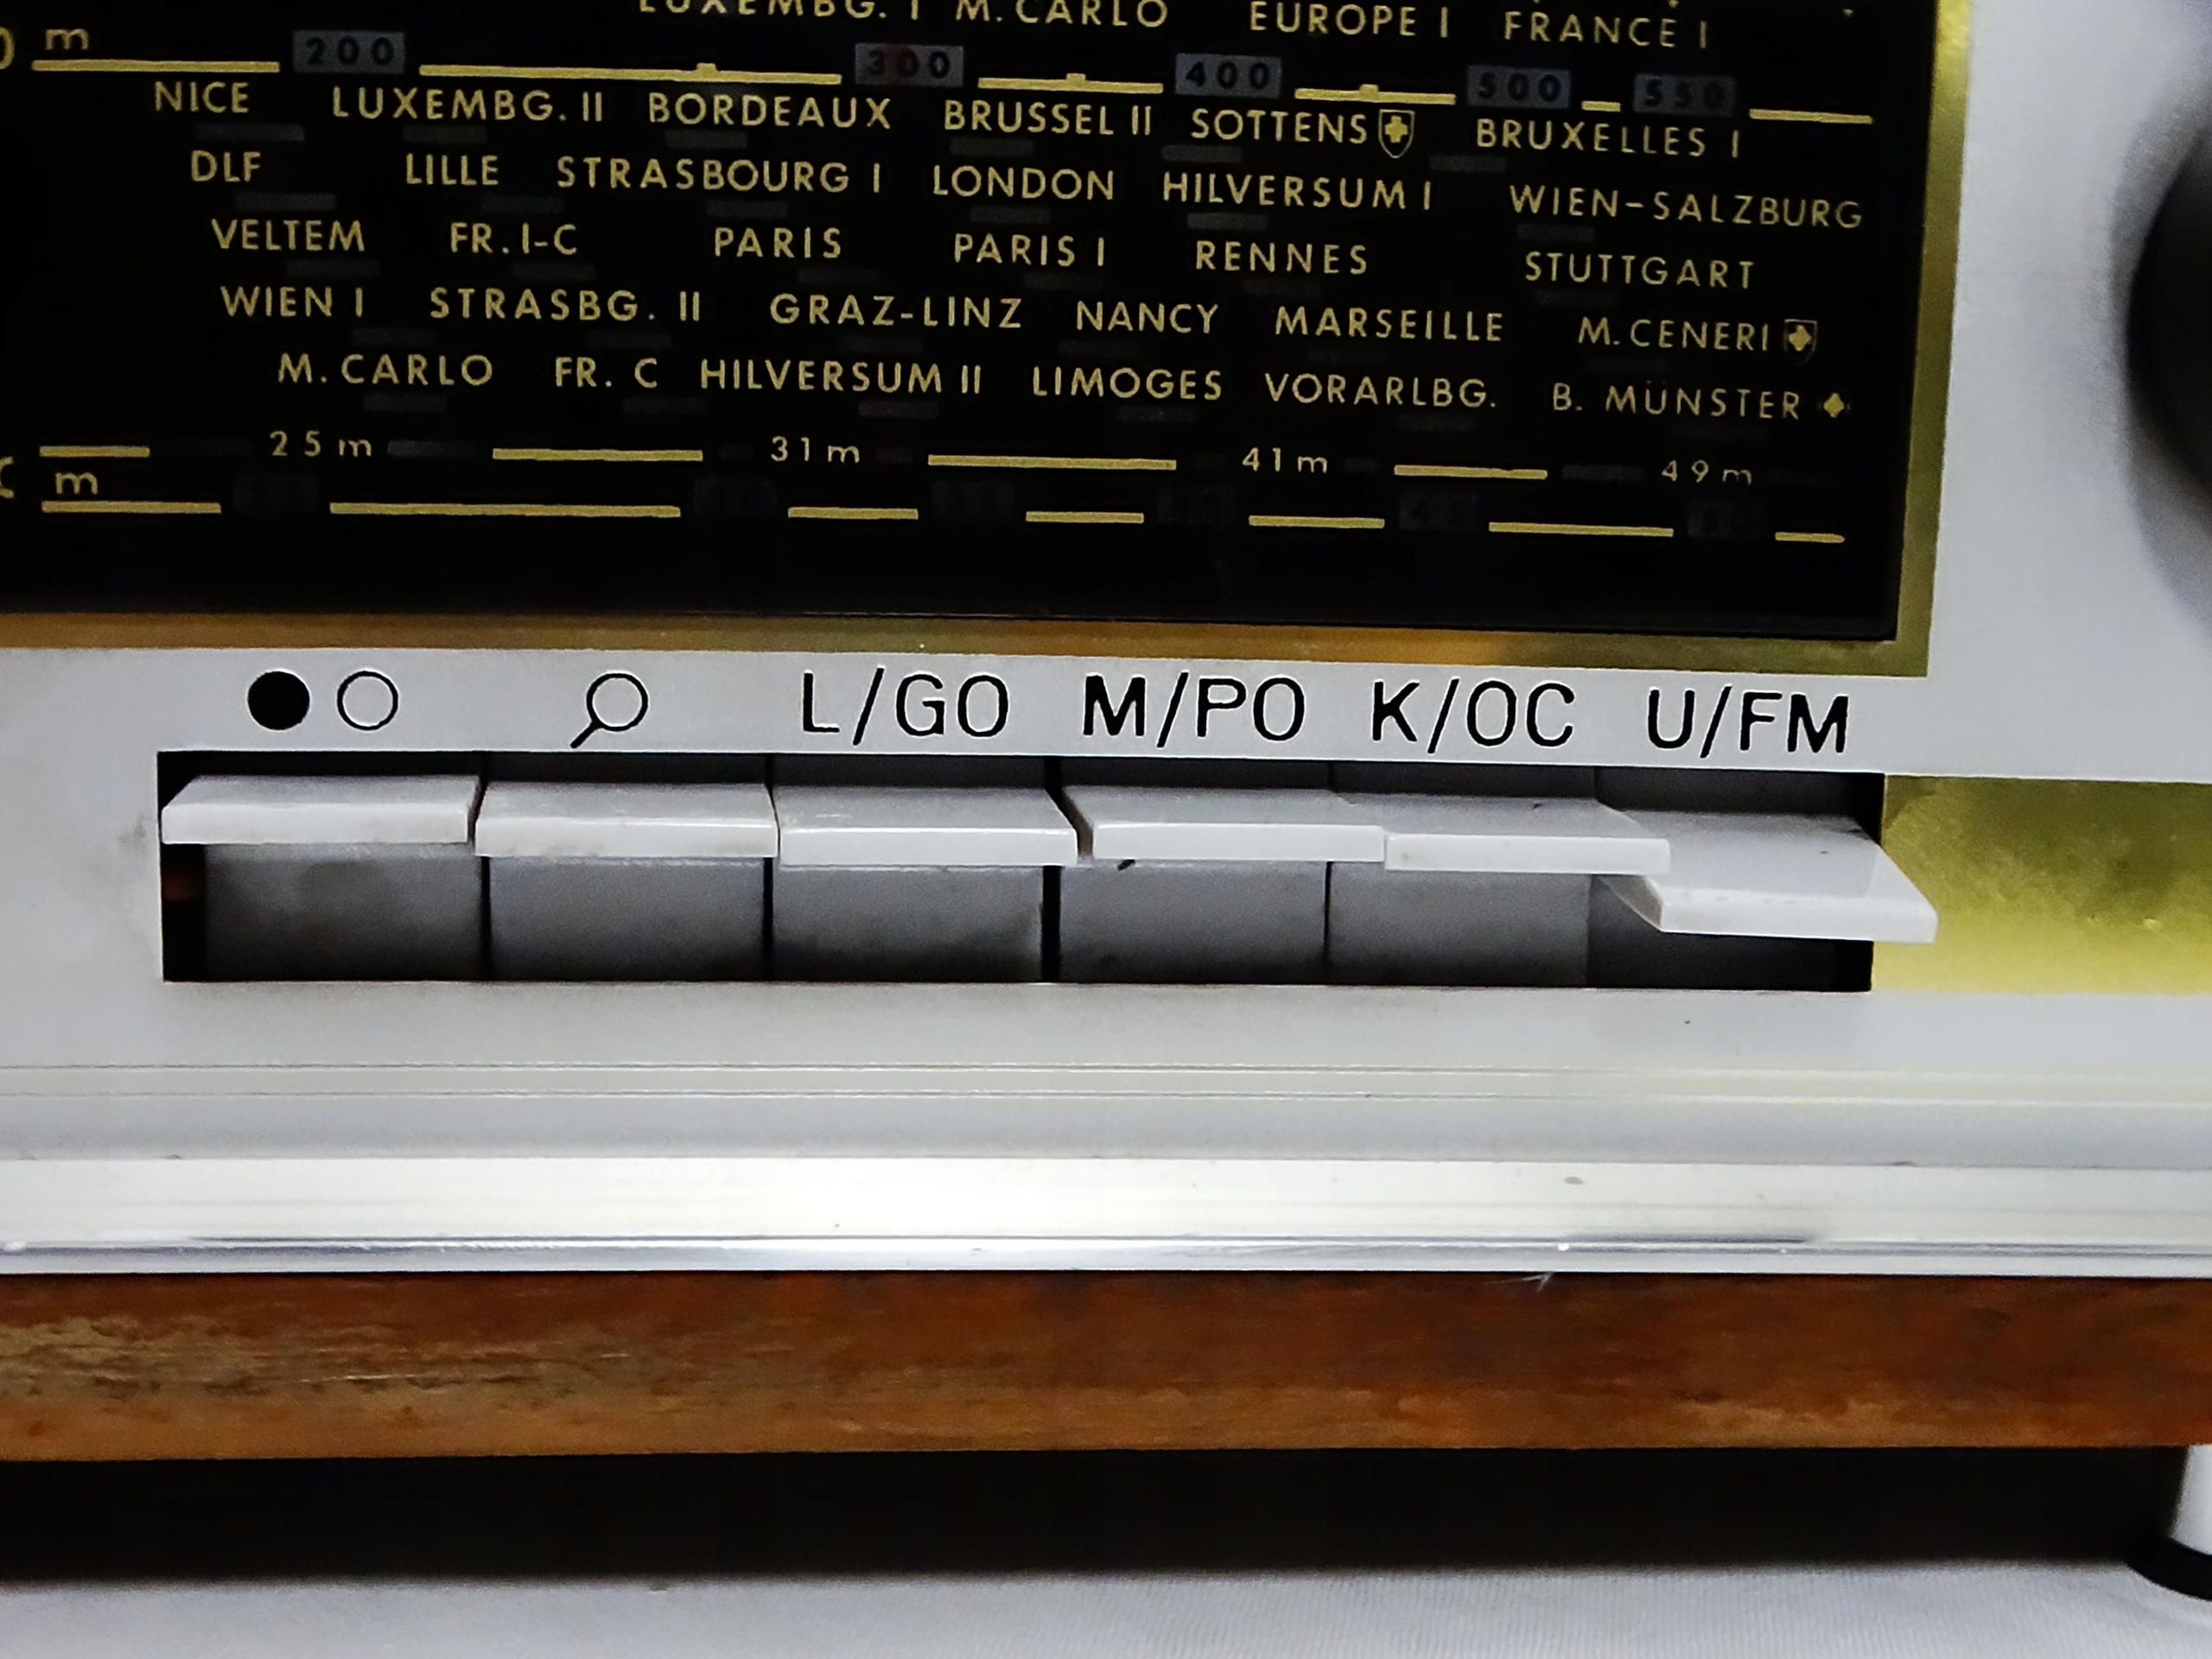 LUXEMBG. I M. CARLO EUROPE I FRANCE I
m 200 300 400 500 550
NICE LUXEMBG. II BORDEAUX BRUSSEL II SOTTENS BRUXELLES I
DLF LILLE STRASBOURG I LONDON HILVERSUM I WIEN-SALZBURG
VELTEM FR. I-C PARIS PARIS I RENNES STUTTGART
WIEN I STRASBG. II GRAZ-LINZ NANCY MARSEILLE M. CENERI
M. CARLO FR. C HILVERSUM II LIMOGES VORARLBG. B. MÜNSTER
25 m 31 m 41 m 49 m
m
L/GO M/PO K/OC U/FM